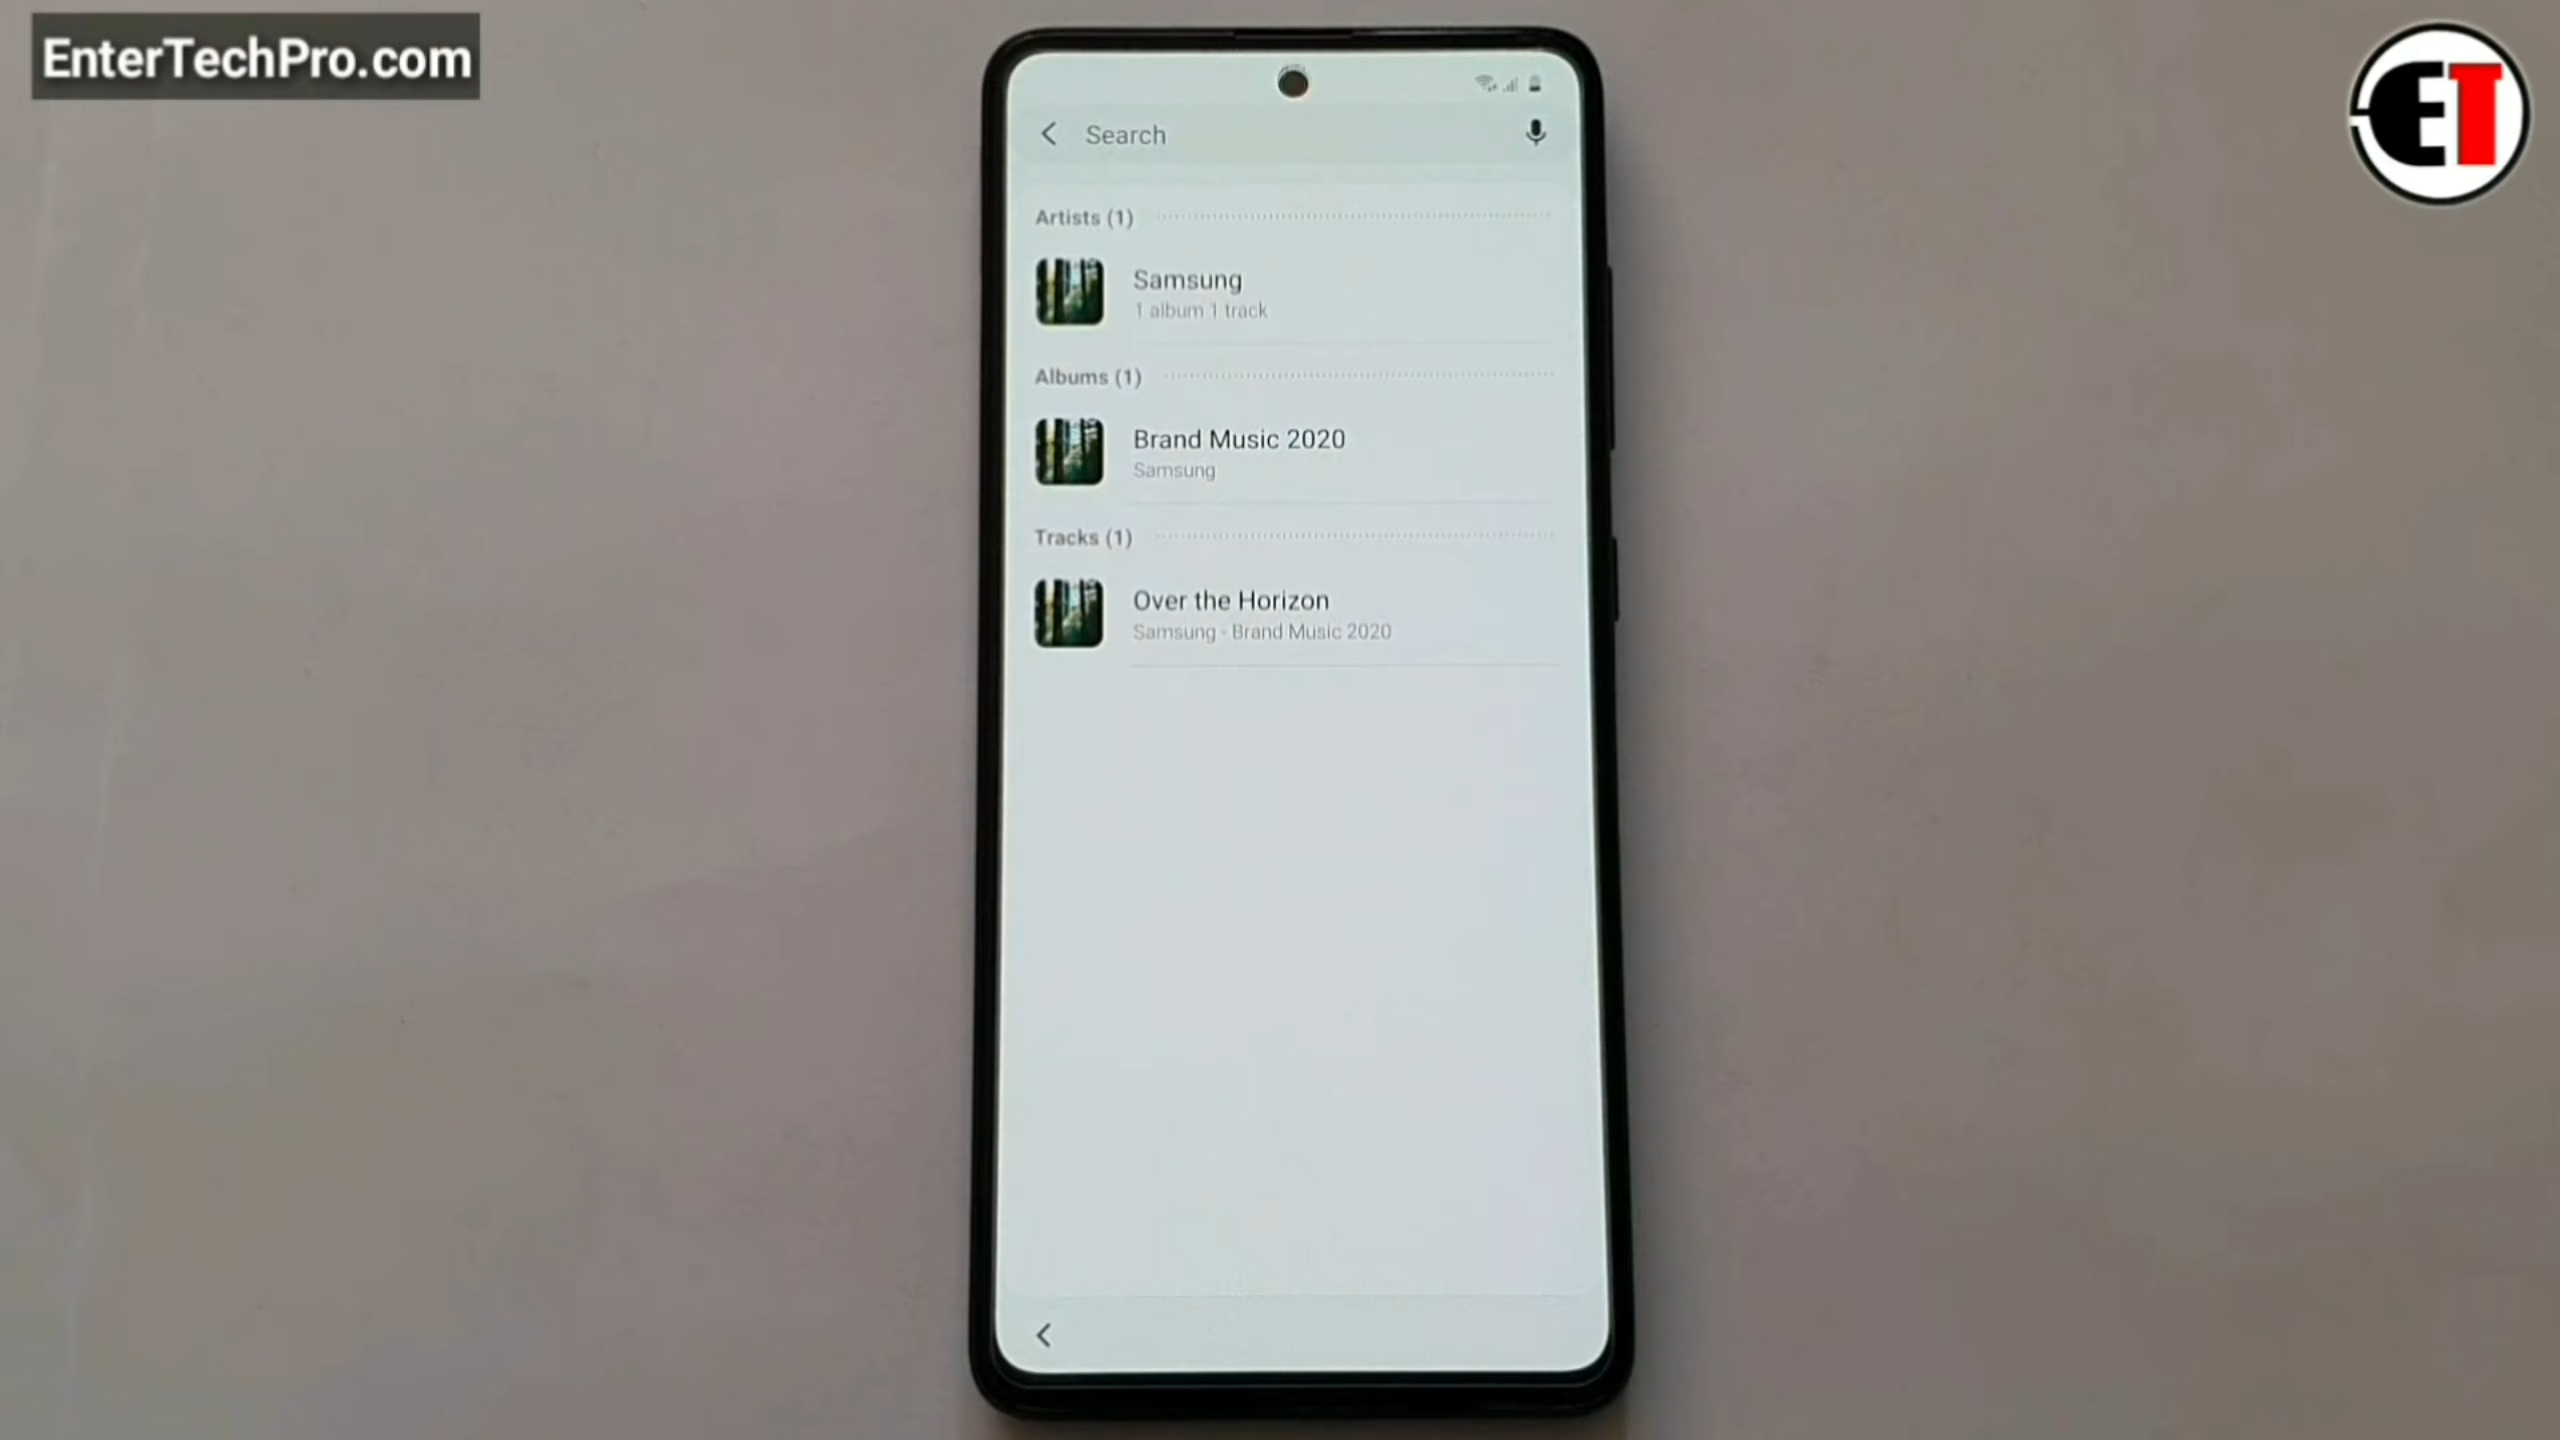 EnterTechPro.com
ET
Search
Artists (1)
Samsung
1 album 1 track
Albums (1)
Brand Music 2020
Samsung
Tracks (1)
Over the Horizon
Samsung - Brand Music 2020